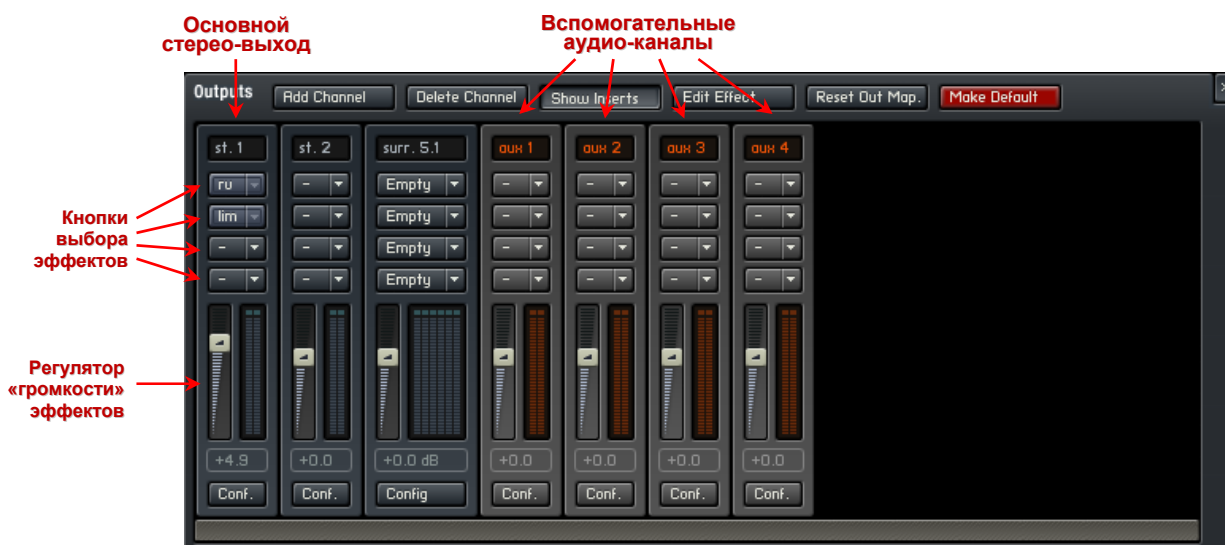 Основной
стерео-выход
Вспомогательные
аудио-каналы
Outputs Add Channel Delete Channel Show Inserts Edit Effect Reset Out Map. Make Default
st. 1 st. 2 surr. 5.1 aux 1 aux 2 aux 3 aux 4
ru - Empty - - - -
lim - Empty - - - -
- - Empty - - - -
- - Empty - - - -
Кнопки
выбора
эффектов
Регулятор
«громкости»
эффектов
+4.9 +0.0 +0.0 dB +0.0 +0.0 +0.0 +0.0
Conf. Conf. Config Conf. Conf. Conf. Conf.